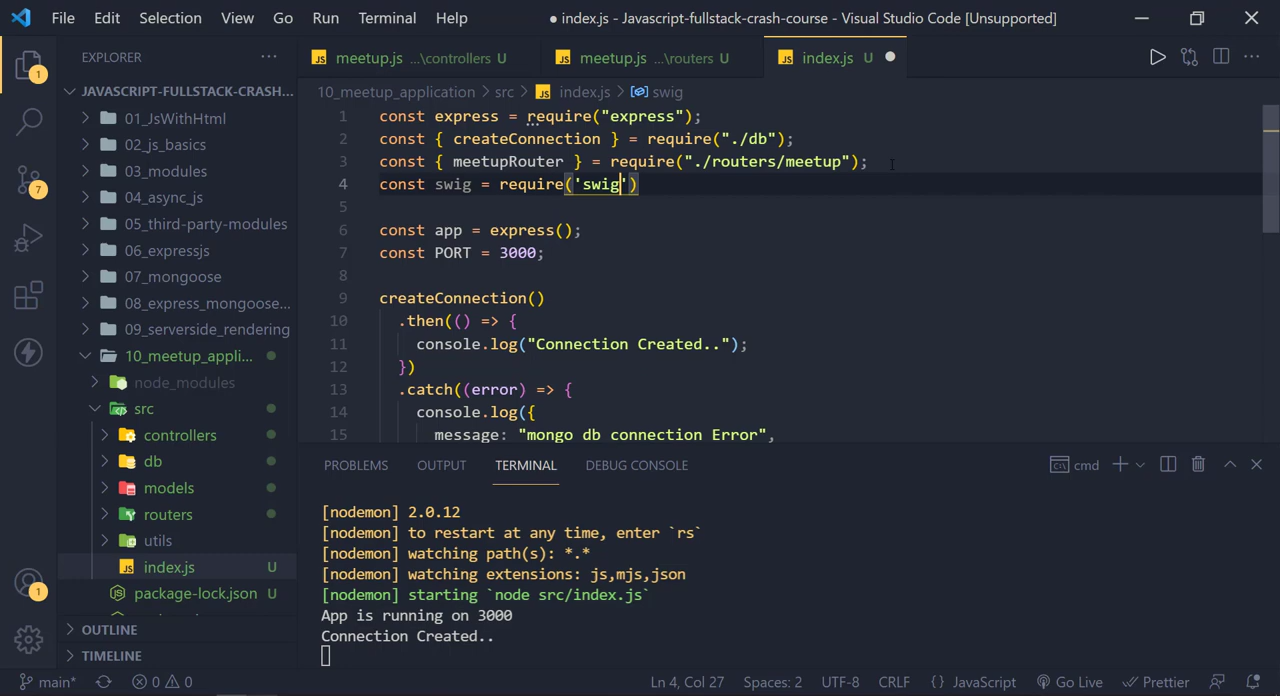 File Edit Selection View Go Run Terminal Help
● index.js - Javascript-fullstack-crash-course - Visual Studio Code [Unsupported]
EXPLORER ···
JS meetup.js ...\controllers U
JS meetup.js ...\routers U
JS index.js U ●
JAVASCRIPT-FULLSTACK-CRASH...
01_JsWithHtml
02_js_basics
03_modules
04_async_js
05_third-party-modules
06_expressjs
07_mongoose
08_express_mongoose...
09_serverside_rendering
10_meetup_appli...
node_modules
src
controllers
db
models
routers
utils
JS index.js U
package-lock.json U
OUTLINE
TIMELINE
1
7
1
10_meetup_application > src > JS index.js > swig
1 const express = require("express");
2 const { createConnection } = require("./db");
3 const { meetupRouter } = require("./routers/meetup");
4 const swig = require('swig')
5
6 const app = express();
7 const PORT = 3000;
8
9 createConnection()
10 .then(() => {
11 console.log("Connection Created..");
12 })
13 .catch((error) => {
14 console.log({
15 message: "mongo db connection Error",
PROBLEMS OUTPUT TERMINAL DEBUG CONSOLE
cmd
[nodemon] 2.0.12
[nodemon] to restart at any time, enter `rs`
[nodemon] watching path(s): *.*
[nodemon] watching extensions: js,mjs,json
[nodemon] starting `node src/index.js`
App is running on 3000
Connection Created..
main* 0 0 Ln 4, Col 27 Spaces: 2 UTF-8 CRLF {} JavaScript Go Live Prettier